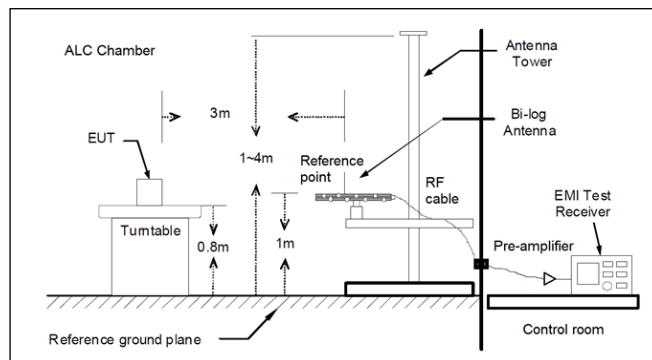 ALC Chamber
Antenna
Tower
3m
Bi-log
Antenna
EUT
1~4m
Reference
point
RF
cable
EMI Test
Receiver
Turntable
0.8m
1m
Pre-amplifier
Reference ground plane
Control room